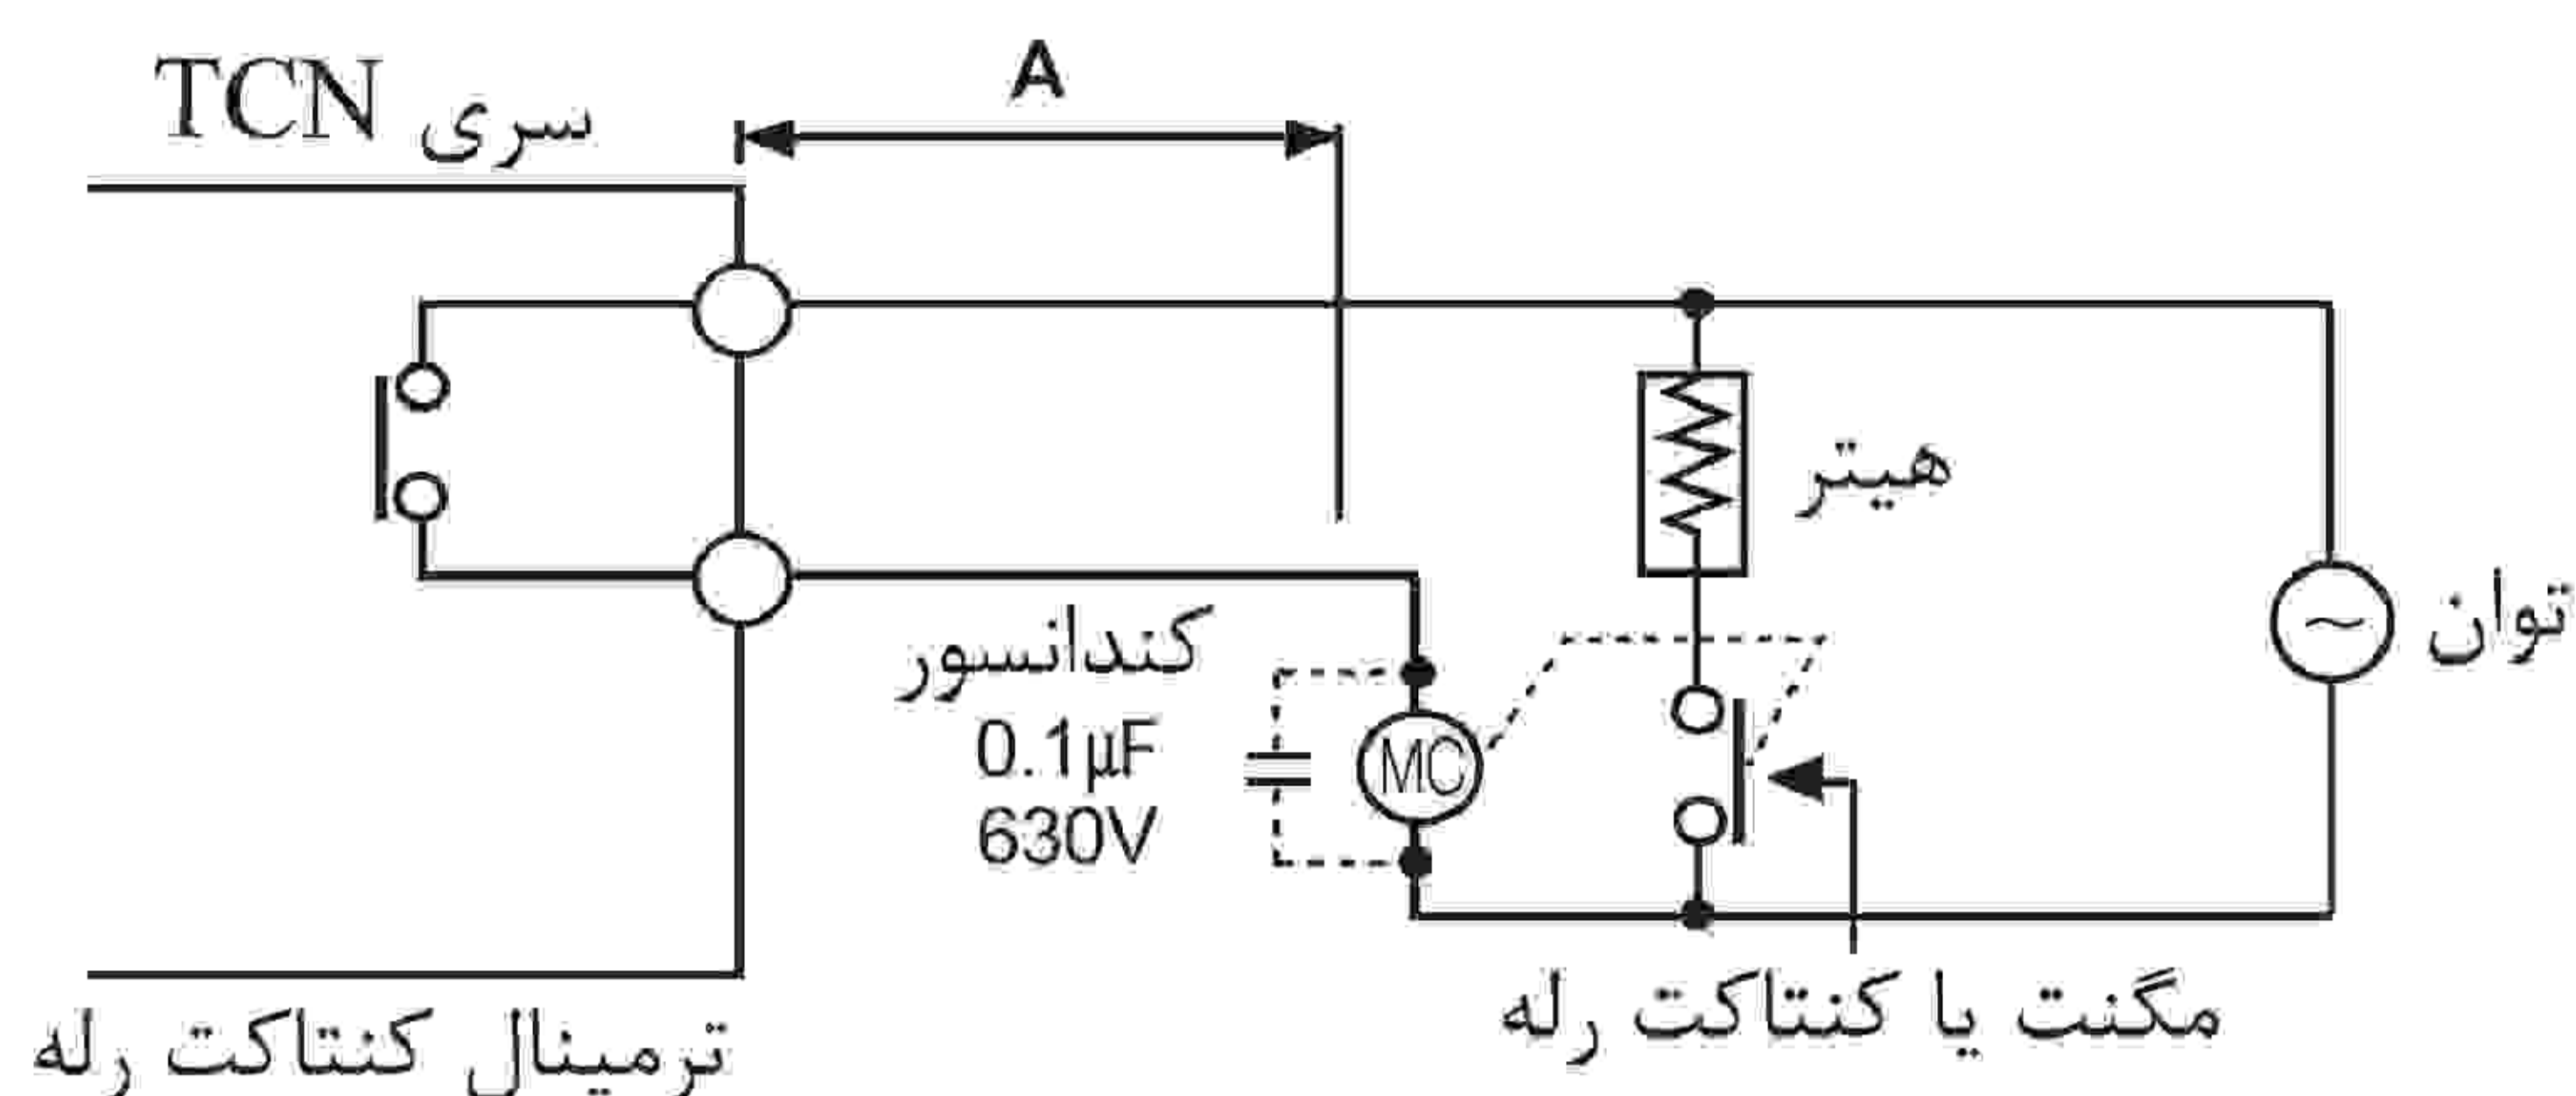 سری TCN
A
هیتر
توان
کندانسور
0.1µF
630V
MC
~
مگنت یا کنتاکت رله
ترمینال کنتاکت رله